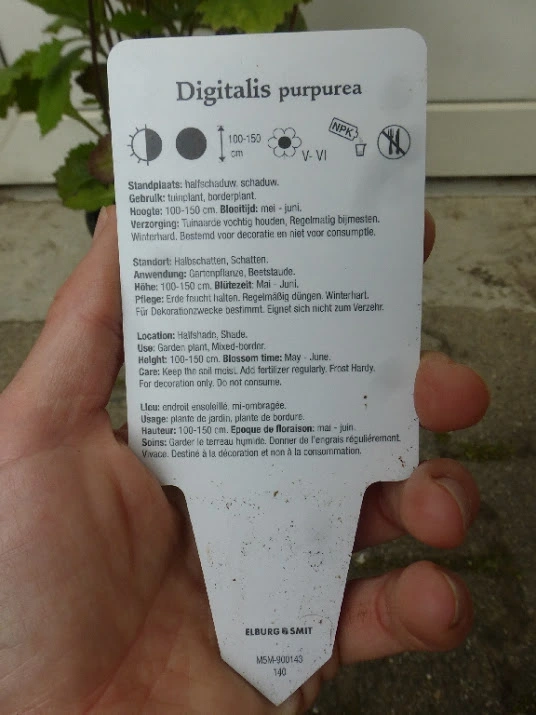 Digitalis purpurea
100-150
cm
V- VI
NPK
Standplaats: halfschaduw, schaduw.
Gebruik: tuinplant, borderplant.
Hoogte: 100-150 cm. Bloeitijd: mei - juni.
Verzorging: Tuinaarde vochtig houden, Regelmatig bijmesten.
Winterhard. Bestemd voor decoratie en niet voor consumptie.
Standort: Halbschatten, Schatten.
Anwendung: Gartenpflanze, Beetstaude.
Höhe: 100-150 cm. Blütezeit: Mai - Juni.
Pflege: Erde feucht halten. Regelmäßig düngen. Winterhart.
Für Dekorationzwecke bestimmt. Eignet sich nicht zum Verzehr.
Location: Halfshade, Shade.
Use: Garden plant, Mixed-border.
Height: 100-150 cm. Blossom time: May - June.
Care: Keep the soil moist. Add fertilizer regularly. Frost Hardy.
For decoration only. Do not consume.
Lieu: endroit ensoleillé, mi-ombragée.
Usage: plante de jardin, plante de bordure.
Hauteur: 100-150 cm. Epoque de floraison: mai - juin.
Soins: Garder le terreau humide. Donner de l'engrais régulièrement.
Vivace. Destiné à la décoration et non à la consommation.
ELBURG & SMIT
MSM-900143
140